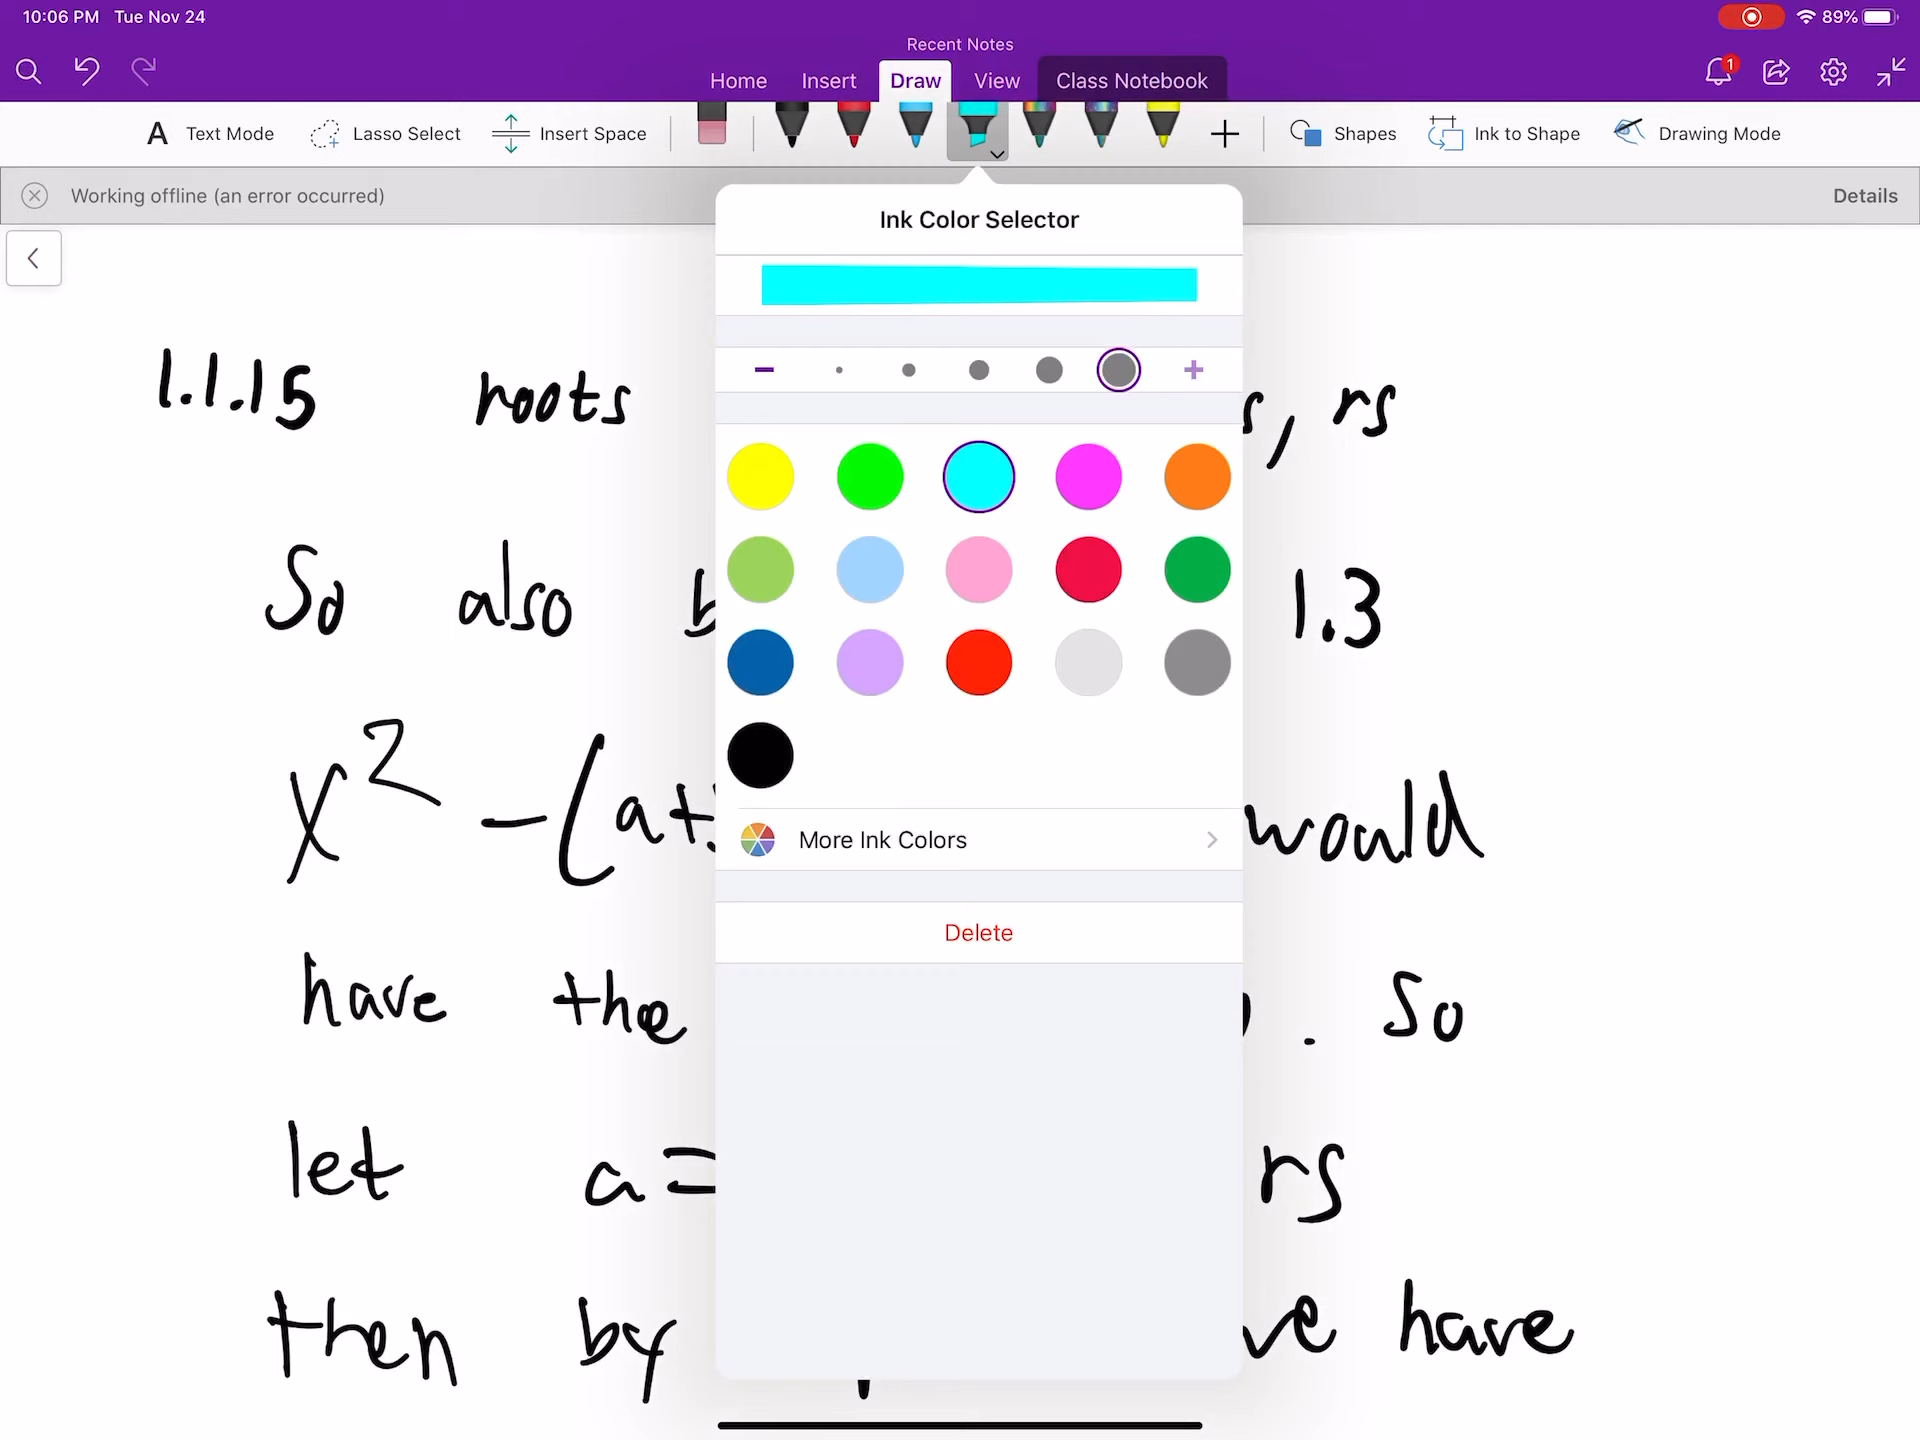 10:06 PM Tue Nov 24
89%
Recent Notes
Home Insert Draw View Class Notebook
1
Text Mode Lasso Select Insert Space Shapes Ink to Shape Drawing Mode
Working offline (an error occurred) Details
Ink Color Selector
1.1.15 roots , rs
So also 1.3
x² -(a+ would
More Ink Colors
Delete
have the . So
let a= rs
then by have